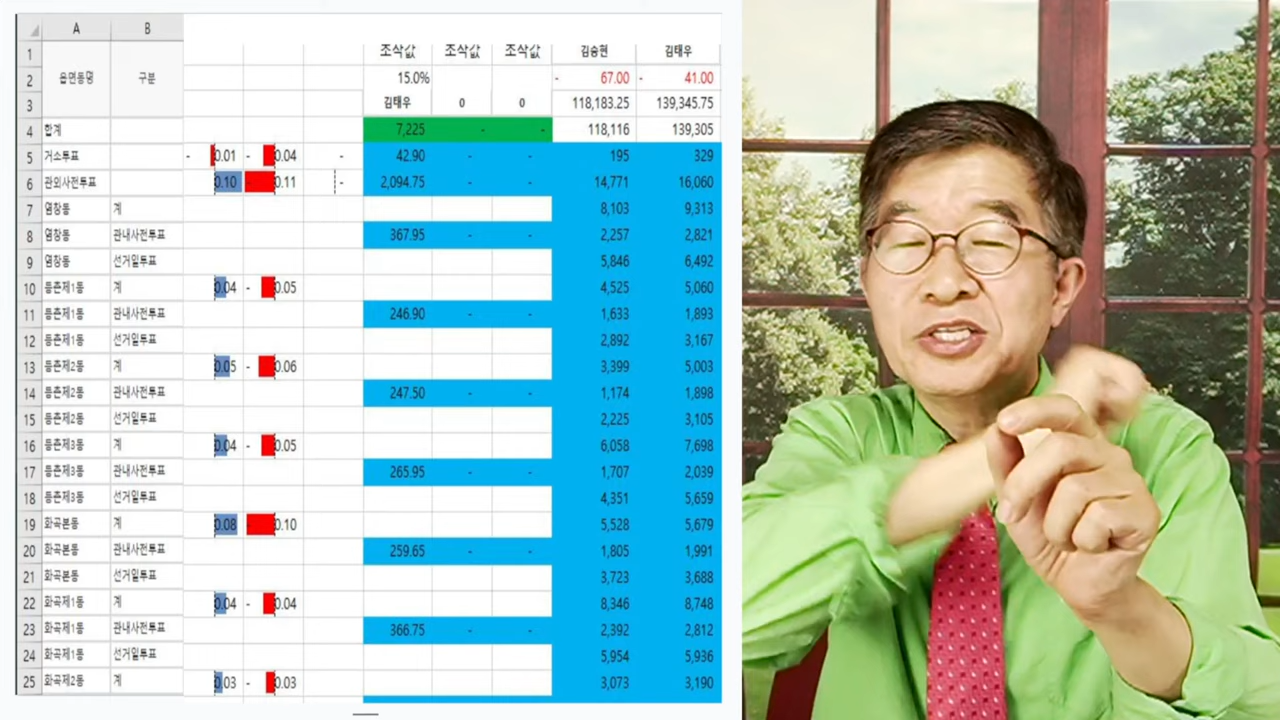 A B
1 조작값 조작값 조작값 김승현 김태우
2 읍면동명 구분 15.0% - 67.00 - 41.00
3 김태우 0 0 118,183.25 139,345.75
4 합계 7,225 - - 118,116 139,305
5 거소투표 - 0.01 - 0.04 - 42.90 - - 195 329
6 관외사전투표 0.10 - 0.11 - 2,094.75 - - 14,771 16,060
7 염창동 계 8,103 9,313
8 염창동 관내사전투표 367.95 - - 2,257 2,821
9 염창동 선거일투표 5,846 6,492
10 등촌제1동 계 0.04 - 0.05 4,525 5,060
11 등촌제1동 관내사전투표 246.90 - - 1,633 1,893
12 등촌제1동 선거일투표 2,892 3,167
13 등촌제2동 계 0.05 - 0.06 3,399 5,003
14 등촌제2동 관내사전투표 247.50 - - 1,174 1,898
15 등촌제2동 선거일투표 2,225 3,105
16 등촌제3동 계 0.04 - 0.05 6,058 7,698
17 등촌제3동 관내사전투표 265.95 - - 1,707 2,039
18 등촌제3동 선거일투표 4,351 5,659
19 화곡본동 계 0.08 - 0.10 5,528 5,679
20 화곡본동 관내사전투표 259.65 - - 1,805 1,991
21 화곡본동 선거일투표 3,723 3,688
22 화곡제1동 계 0.04 - 0.04 8,346 8,748
23 화곡제1동 관내사전투표 366.75 - - 2,392 2,812
24 화곡제1동 선거일투표 5,954 5,936
25 화곡제2동 계 0.03 - 0.03 3,073 3,190